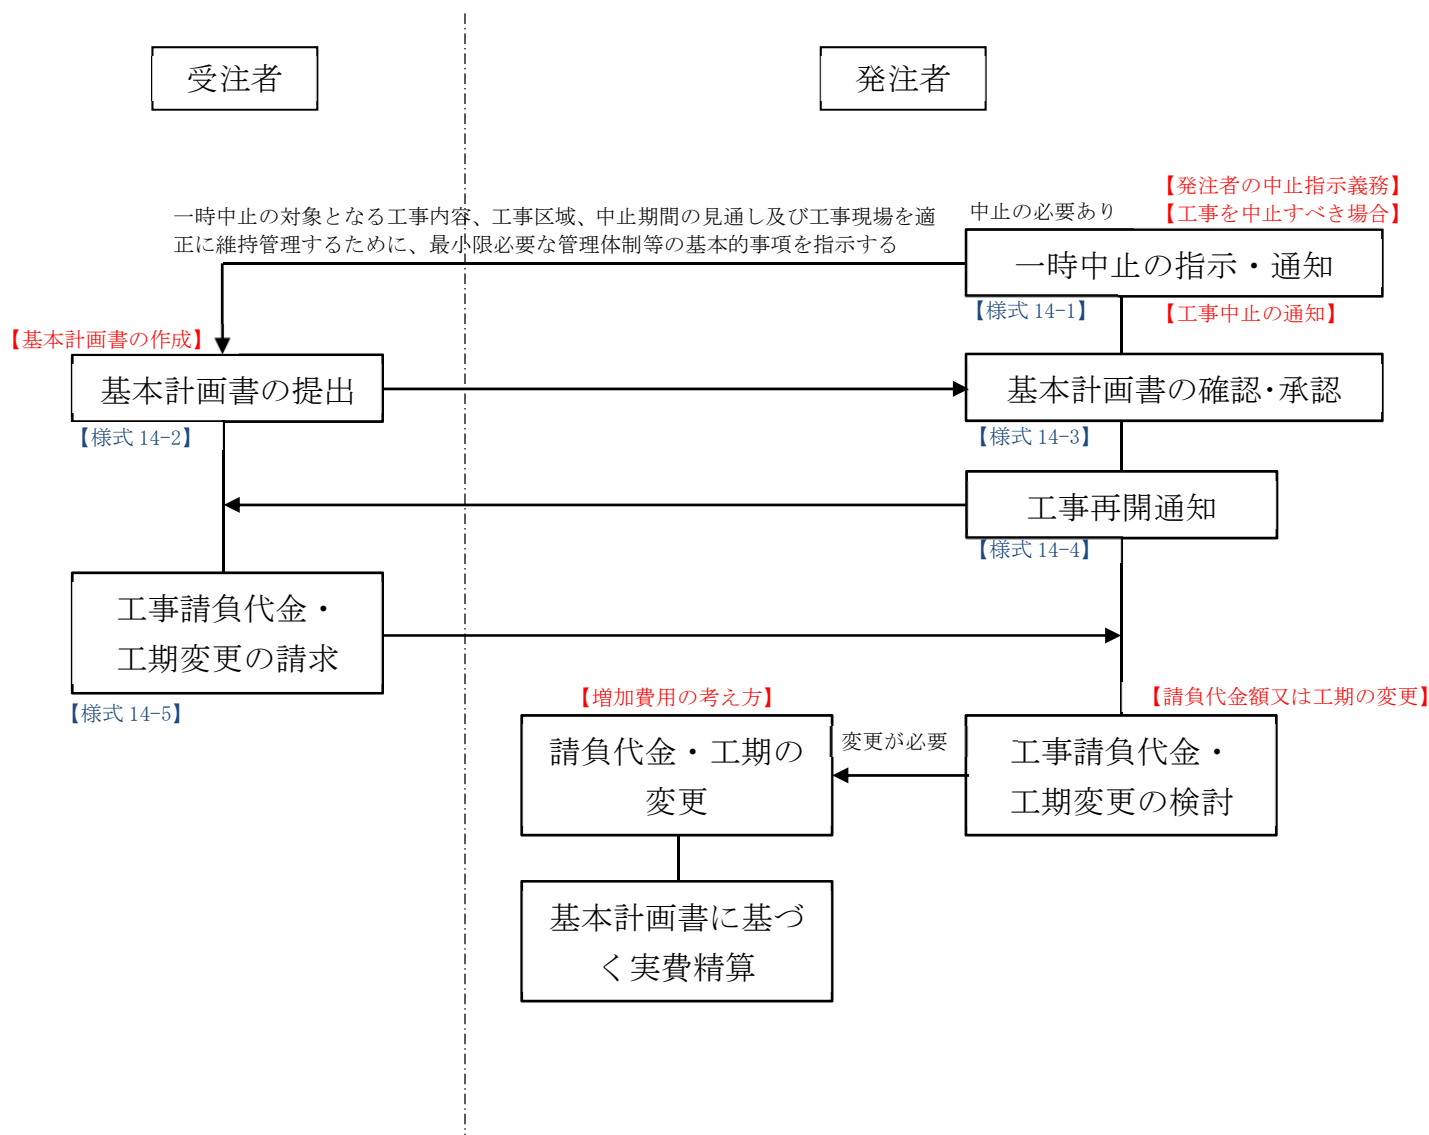 受注者
発注者
【発注者の中止指示義務】
【工事を中止すべき場合】
中止の必要あり
一時中止の対象となる工事内容、工事区域、中止期間の見通し及び工事現場を適
正に維持管理するために、最小限必要な管理体制等の基本的事項を指示する
一時中止の指示・通知
【様式 14-1】
【工事中止の通知】
【基本計画書の作成】
基本計画書の提出
基本計画書の確認・承認
【様式 14-2】
【様式 14-3】
工事再開通知
【様式 14-4】
工事請負代金・
工期変更の請求
【様式 14-5】
【増加費用の考え方】
【請負代金額又は工期の変更】
請負代金・工期の
変更
変更が必要
工事請負代金・
工期変更の検討
基本計画書に基づ
く実費精算